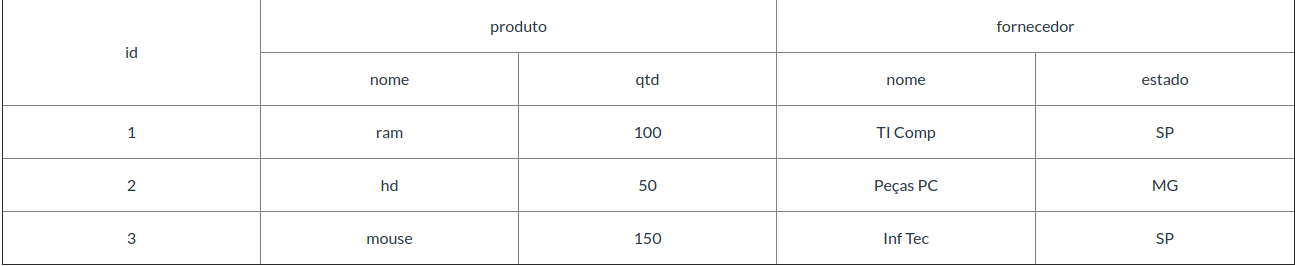 id produto fornecedor
nome qtd nome estado
1 ram 100 TI Comp SP
2 hd 50 Peças PC MG
3 mouse 150 Inf Tec SP